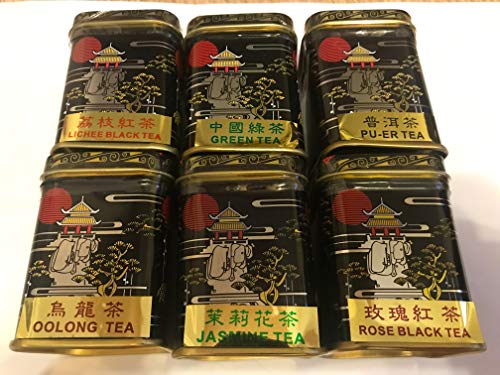 荔枝紅茶
LICHEE BLACK TEA
中國綠茶
GREEN TEA
普洱茶
PU-ER TEA
烏龍茶
OOLONG TEA
茉莉花茶
JASMINE TEA
玫瑰紅茶
ROSE BLACK TEA